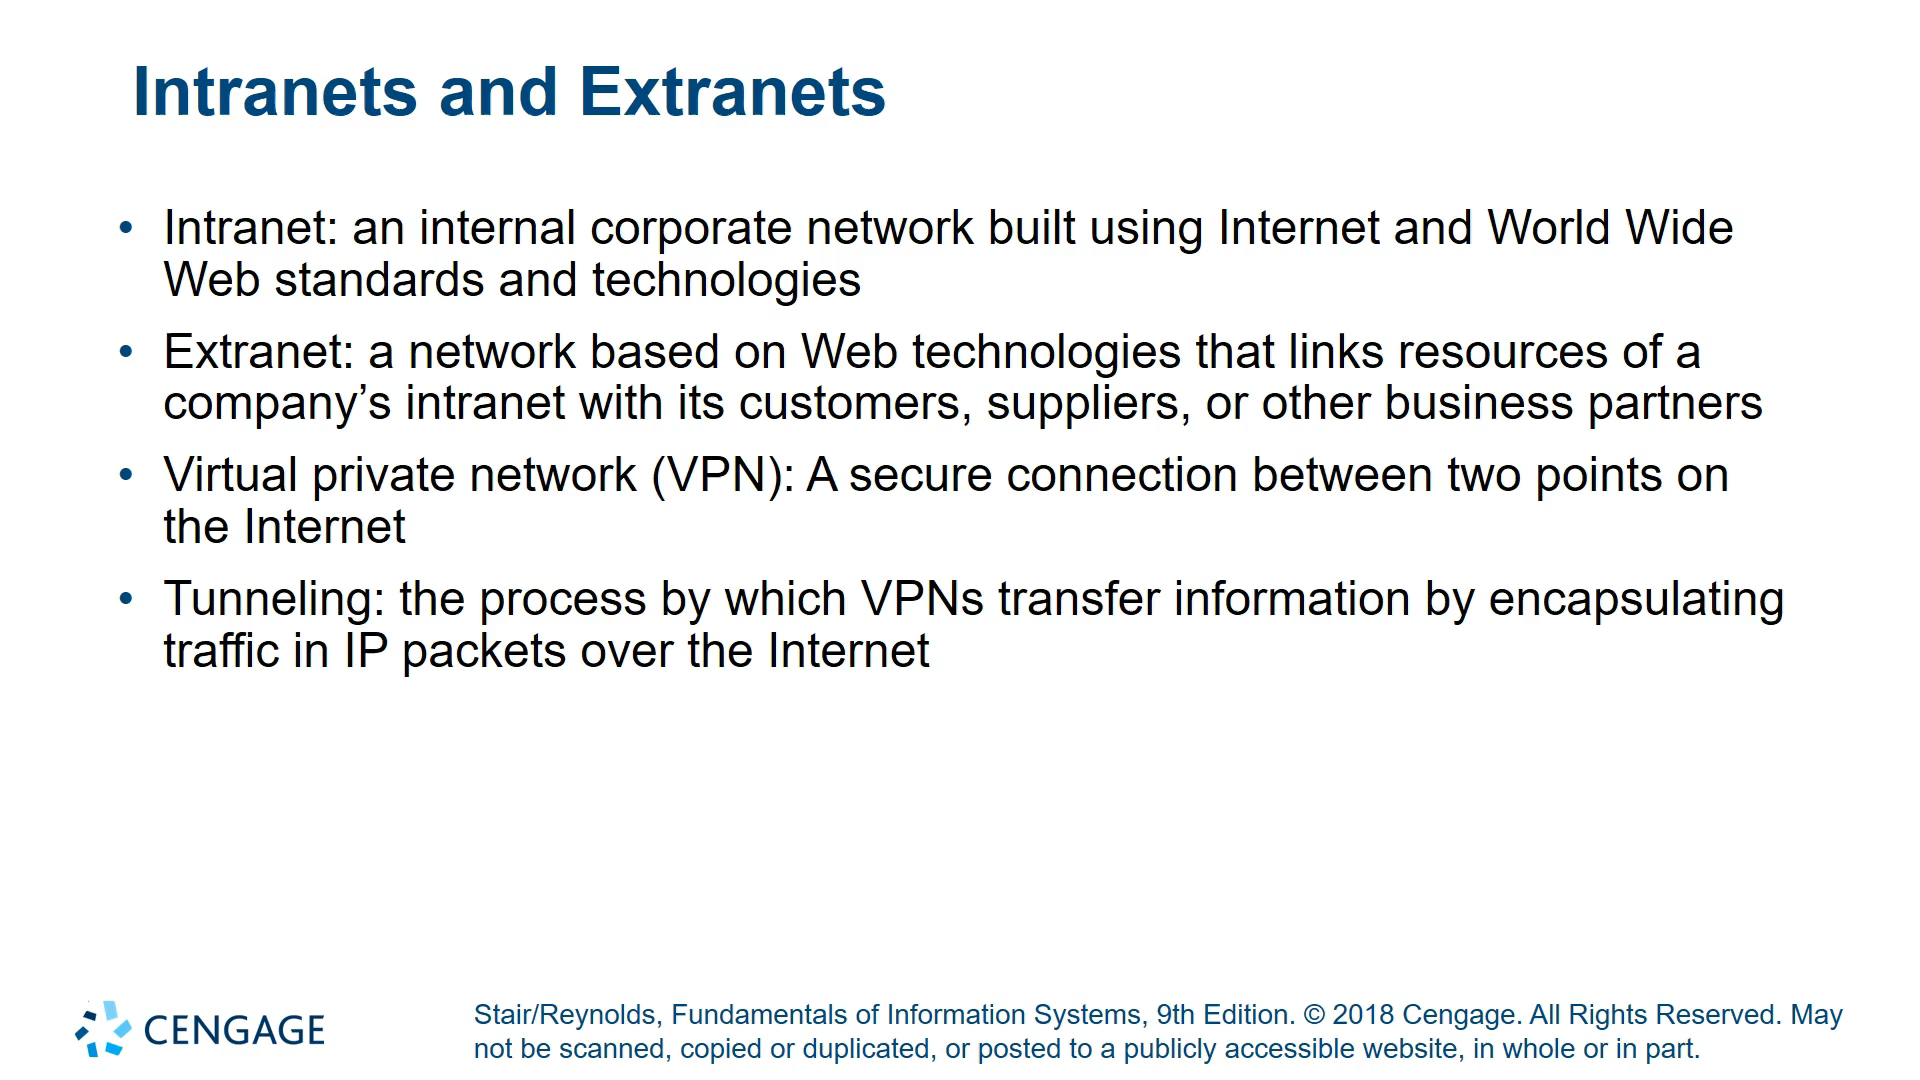 Intranets and Extranets
• Intranet: an internal corporate network built using Internet and World Wide
Web standards and technologies
• Extranet: a network based on Web technologies that links resources of a
company’s intranet with its customers, suppliers, or other business partners
• Virtual private network (VPN): A secure connection between two points on
the Internet
• Tunneling: the process by which VPNs transfer information by encapsulating
traffic in IP packets over the Internet
CENGAGE
Stair/Reynolds, Fundamentals of Information Systems, 9th Edition. © 2018 Cengage. All Rights Reserved. May
not be scanned, copied or duplicated, or posted to a publicly accessible website, in whole or in part.